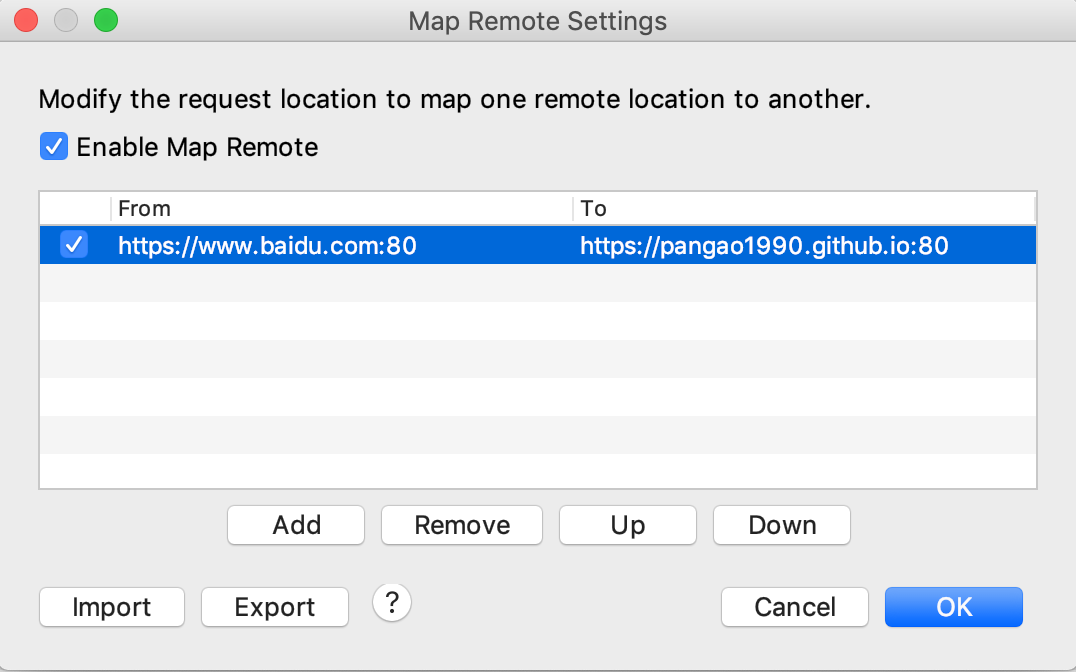 Map Remote Settings
Modify the request location to map one remote location to another.
Enable Map Remote
From To
https://www.baidu.com:80 https://pangao1990.github.io:80
Add Remove Up Down
Import Export ? Cancel OK